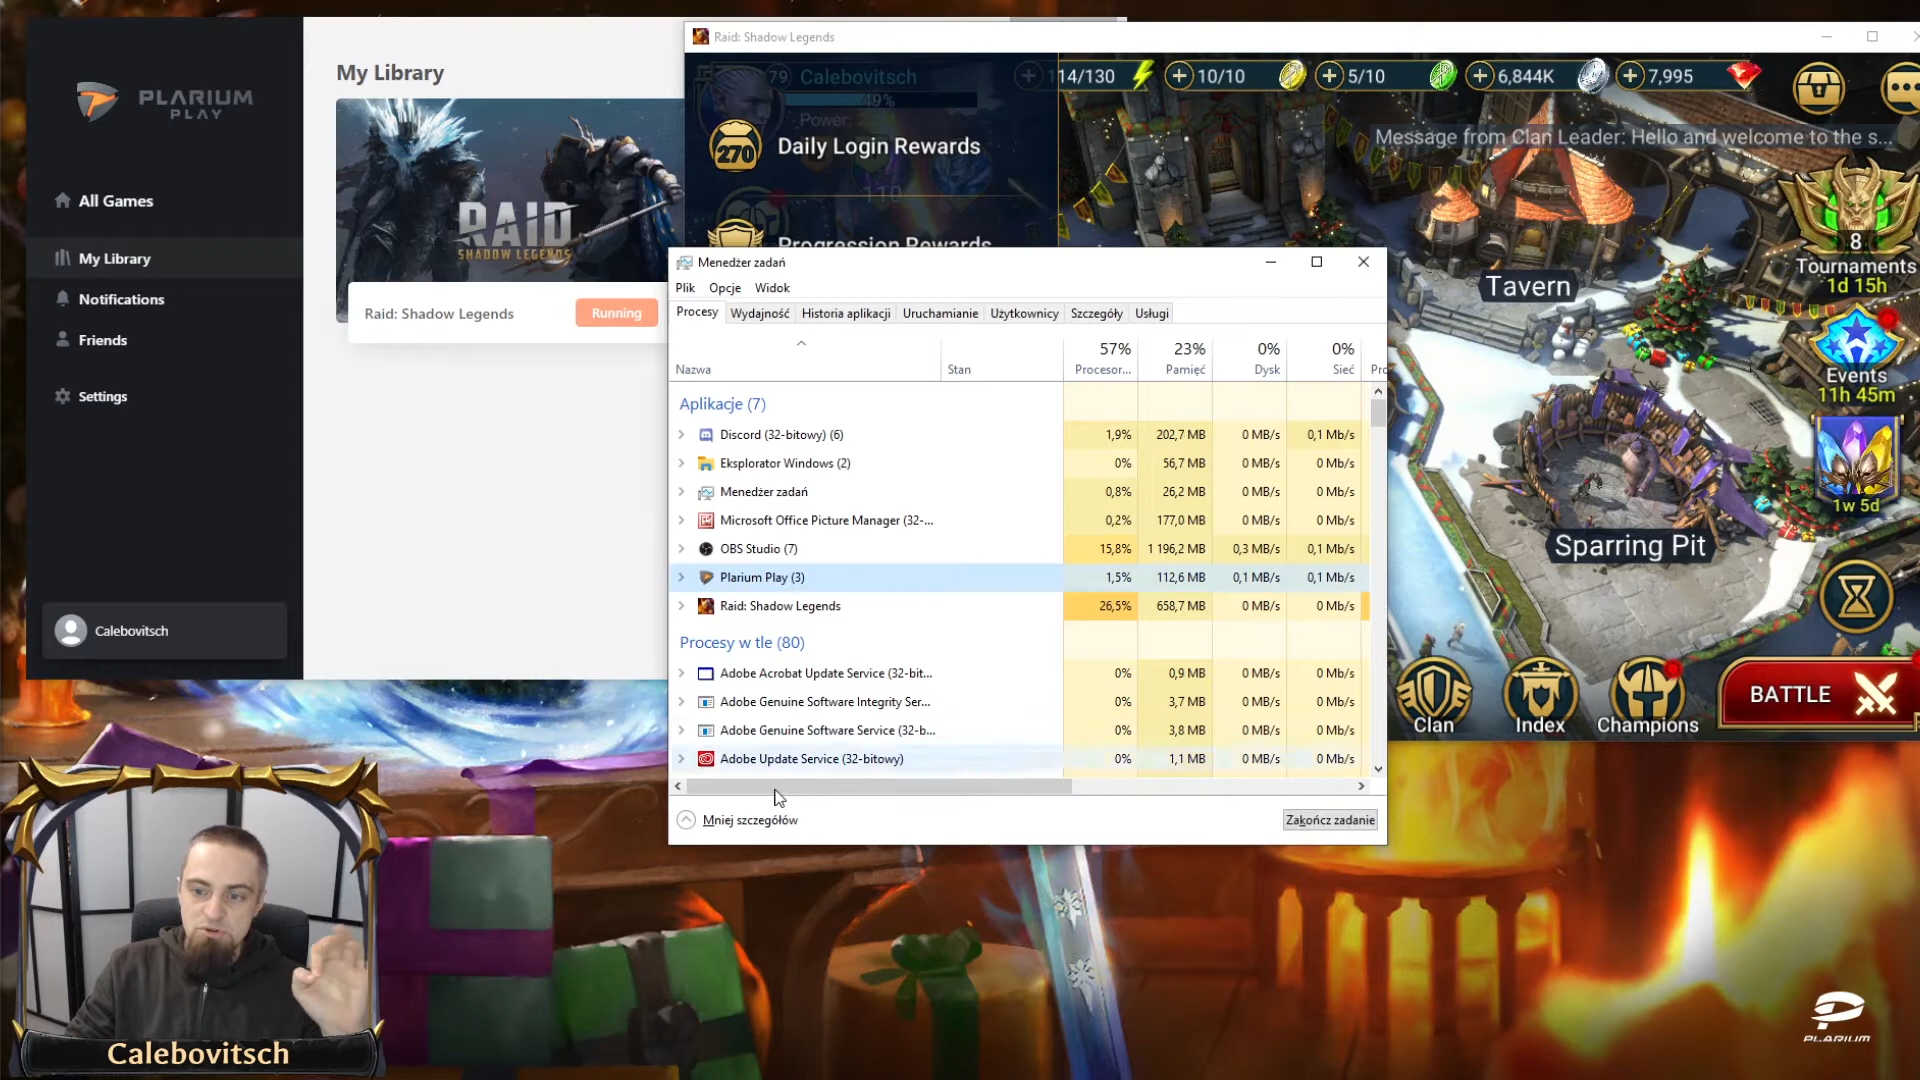 PLARIUM
PLAY
All Games
My Library
Notifications
Friends
Settings
Calebovitsch
My Library
RAID
SHADOW LEGENDS
Raid: Shadow Legends
Running
Raid: Shadow Legends
79 Calebovitsch
49%
Power:
114/130
10/10
5/10
6,844K
7,995
270
Daily Login Rewards
110
Progression Rewards
Message from Clan Leader: Hello and welcome to the s...
8
Tournaments
1d 15h
Tavern
Events
11h 45m
1w 5d
Sparring Pit
Clan
Index
Champions
BATTLE
Menedżer zadań
Plik Opcje Widok
Procesy Wydajność Historia aplikacji Uruchamianie Użytkownicy Szczegóły Usługi
57% 23% 0% 0%
Nazwa Stan Procesor... Pamięć Dysk Sieć Prc
Aplikacje (7)
Discord (32-bitowy) (6) 1,9% 202,7 MB 0 MB/s 0,1 Mb/s
Eksplorator Windows (2) 0% 56,7 MB 0 MB/s 0 Mb/s
Menedżer zadań 0,8% 26,2 MB 0 MB/s 0 Mb/s
Microsoft Office Picture Manager (32-... 0,2% 177,0 MB 0 MB/s 0 Mb/s
OBS Studio (7) 15,8% 1 196,2 MB 0,3 MB/s 0,1 Mb/s
Plarium Play (3) 1,5% 112,6 MB 0,1 MB/s 0,1 Mb/s
Raid: Shadow Legends 26,5% 658,7 MB 0 MB/s 0 Mb/s
Procesy w tle (80)
Adobe Acrobat Update Service (32-bit... 0% 0,9 MB 0 MB/s 0 Mb/s
Adobe Genuine Software Integrity Ser... 0% 3,7 MB 0 MB/s 0 Mb/s
Adobe Genuine Software Service (32-b... 0% 3,8 MB 0 MB/s 0 Mb/s
Adobe Update Service (32-bitowy) 0% 1,1 MB 0 MB/s 0 Mb/s
Mniej szczegółów
Zakończ zadanie
Calebovitsch
PLARIUM